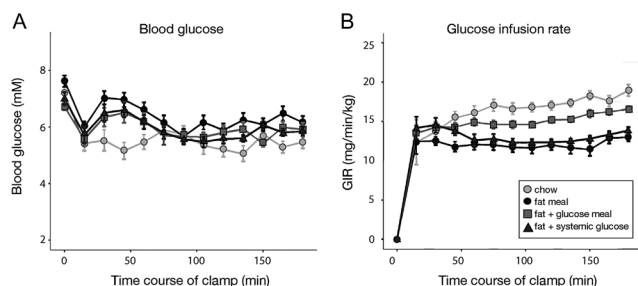 A
Blood glucose
Blood glucose (mM)
8
6
4
2
0
50
100
150
Time course of clamp (min)
B
Glucose infusion rate
GIR (mg/min/kg)
25
20
15
10
5
0
0
50
100
150
Time course of clamp (min)
chow
fat meal
fat + glucose meal
fat + systemic glucose